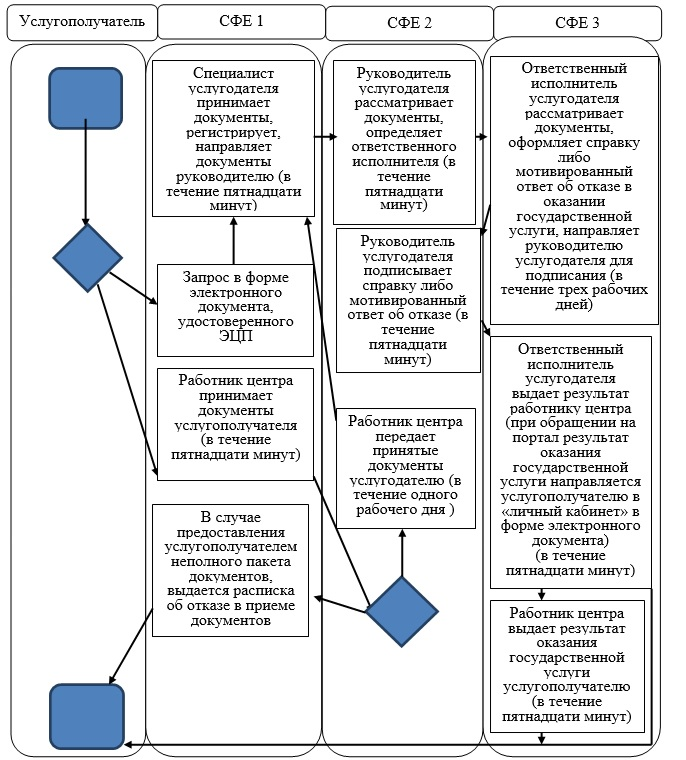 Услугополучатель
СФЕ 1
СФЕ 2
СФЕ 3
Специалист
услугодателя
принимает
документы,
регистрирует,
направляет
документы
руководителю (в
течение пятнадцати
минут)
Запрос в форме
электронного
документа,
удостоверенного
ЭЦП
Работник центра
принимает
документы
услугополучателя
(в течение
пятнадцати минут)
В случае
предоставления
услугополучателем
неполного пакета
документов,
выдается расписка
об отказе в приеме
документов
Руководитель
услугодателя
рассматривает
документы,
определяет
ответственного
исполнителя (в
течение
пятнадцати
минут)
Руководитель
услугодателя
подписывает
справку либо
мотивированный
ответ об отказе (в
течение
пятнадцати
минут)
Работник центра
передает
принятые
документы
услугодателю (в
течение одного
рабочего дня )
Ответственный
исполнитель
услугодателя
рассматривает
документы,
оформляет справку
либо
мотивированный
ответ об отказе в
оказании
государственной
услуги, направляет
руководителю
услугодателя для
подписания (в
течение трех рабочих
дней)
Ответственный
исполнитель
услугодателя
выдает результат
работнику центра
(при обращении на
портал результат
оказания
государственной
услуги направляется
услугополучателю в
«личный кабинет» в
форме электронного
документа)
(в течение
пятнадцати минут)
Работник центра
выдает результат
оказания
государственной
услуги
услугополучателю
(в течение
пятнадцати минут)